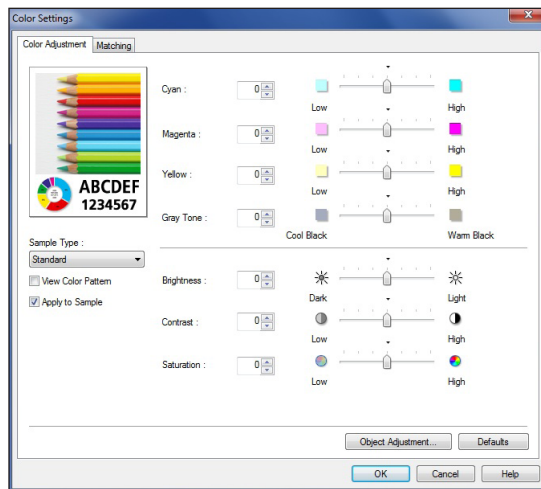 Color Settings
Color Adjustment Matching
ABCDEF
1234567
Sample Type :
Standard
View Color Pattern
Apply to Sample
Cyan : 0
Low High
Magenta : 0
Low High
Yellow : 0
Low High
Gray Tone : 0
Cool Black Warm Black
Brightness : 0
Dark Light
Contrast : 0
Low High
Saturation : 0
Low High
Object Adjustment... Defaults
OK Cancel Help